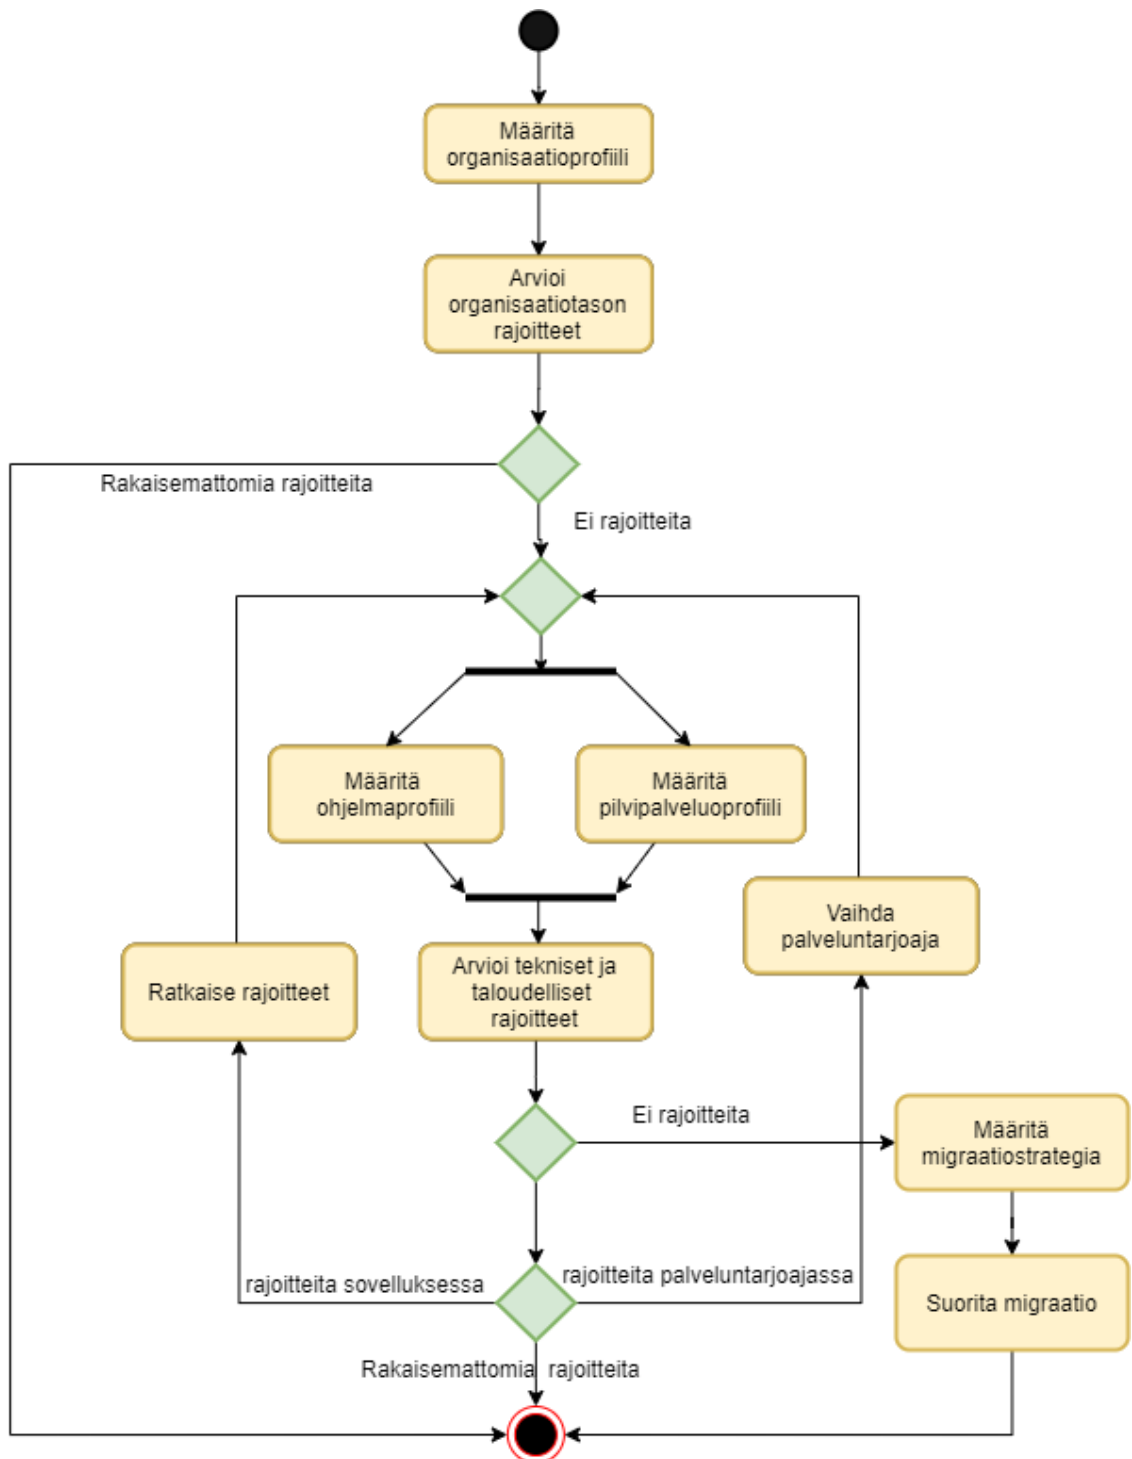 Määritä
organisaatioprofiili
Arvioi
organisaatiotason
rajoitteet
Rakaisemattomia rajoitteita
Ei rajoitteita
Määritä
ohjelmaprofiili
Määritä
pilvipalveluoprofiili
Vaihda
palveluntarjoaja
Ratkaise rajoitteet
Arvioi tekniset ja
taloudelliset
rajoitteet
Ei rajoitteita
Määritä
migraatiostrategia
rajoitteita sovelluksessa
rajoitteita palveluntarjoajassa
Suorita migraatio
Rakaisemattomia rajoitteita